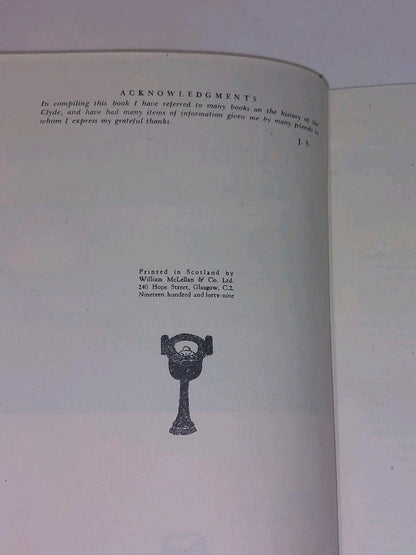 ACKNOWLEDGMENTS
In compiling this book I have referred to many books on the history of the
Clyde, and have had many items of information given me by many friends to
whom I express my grateful thanks.
J. S.
Printed in Scotland by
William McLellan & Co. Ltd.
240 Hope Street, Glasgow, C.2.
Nineteen hundred and forty-nine